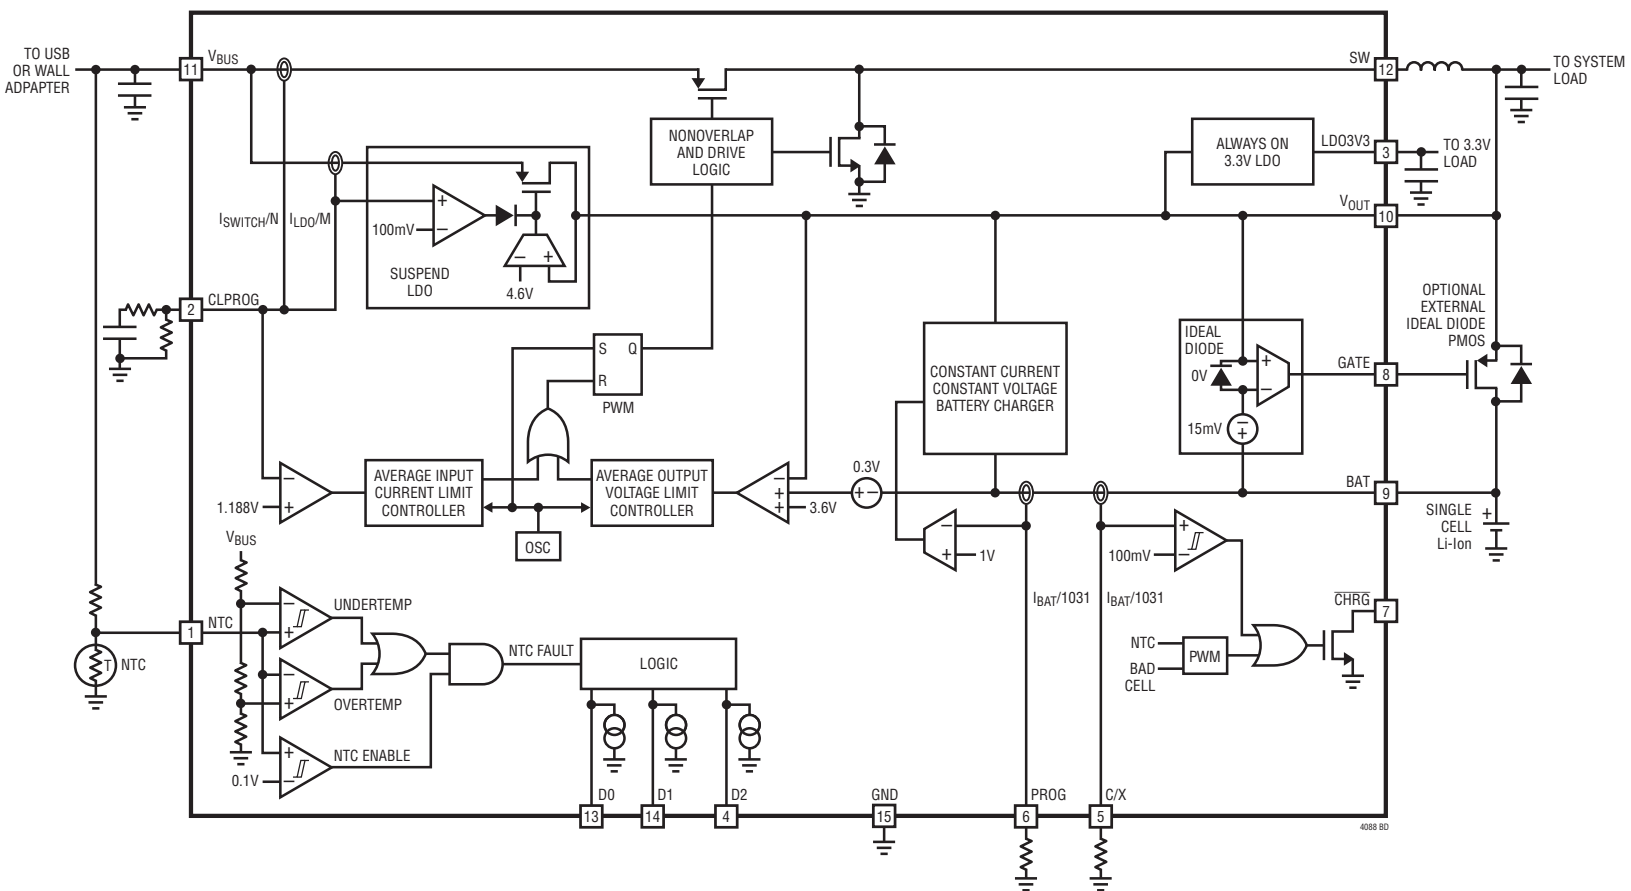 TO USB
OR WALL
ADPAPTER
11
VBUS
SW
12
TO SYSTEM
LOAD
NONOVERLAP
AND DRIVE
LOGIC
ALWAYS ON
3.3V LDO
LDO3V3
3
TO 3.3V
LOAD
ISWITCH/N
ILDO/M
+
100mV
−
SUSPEND
LDO
− +
4.6V
VOUT
10
CLPROG
2
OPTIONAL
EXTERNAL
IDEAL DIODE
PMOS
IDEAL
DIODE
0V
+
−
15mV
−
+
GATE
8
S Q
R
PWM
CONSTANT CURRENT
CONSTANT VOLTAGE
BATTERY CHARGER
−
1.188V
+
AVERAGE INPUT
CURRENT LIMIT
CONTROLLER
AVERAGE OUTPUT
VOLTAGE LIMIT
CONTROLLER
−
+
+
3.6V
0.3V
+ −
BAT
9
SINGLE
CELL
Li-Ion
+
OSC
−
+
1V
+
100mV
−
VBUS
IBAT/1031
IBAT/1031
CHRG
7
−
+
UNDERTEMP
1
NTC
T
NTC
−
+
OVERTEMP
NTC FAULT
LOGIC
NTC
BAD
CELL
PWM
+
0.1V
−
NTC ENABLE
D0
13
D1
14
D2
4
GND
15
PROG
6
C/X
5
4088 BD